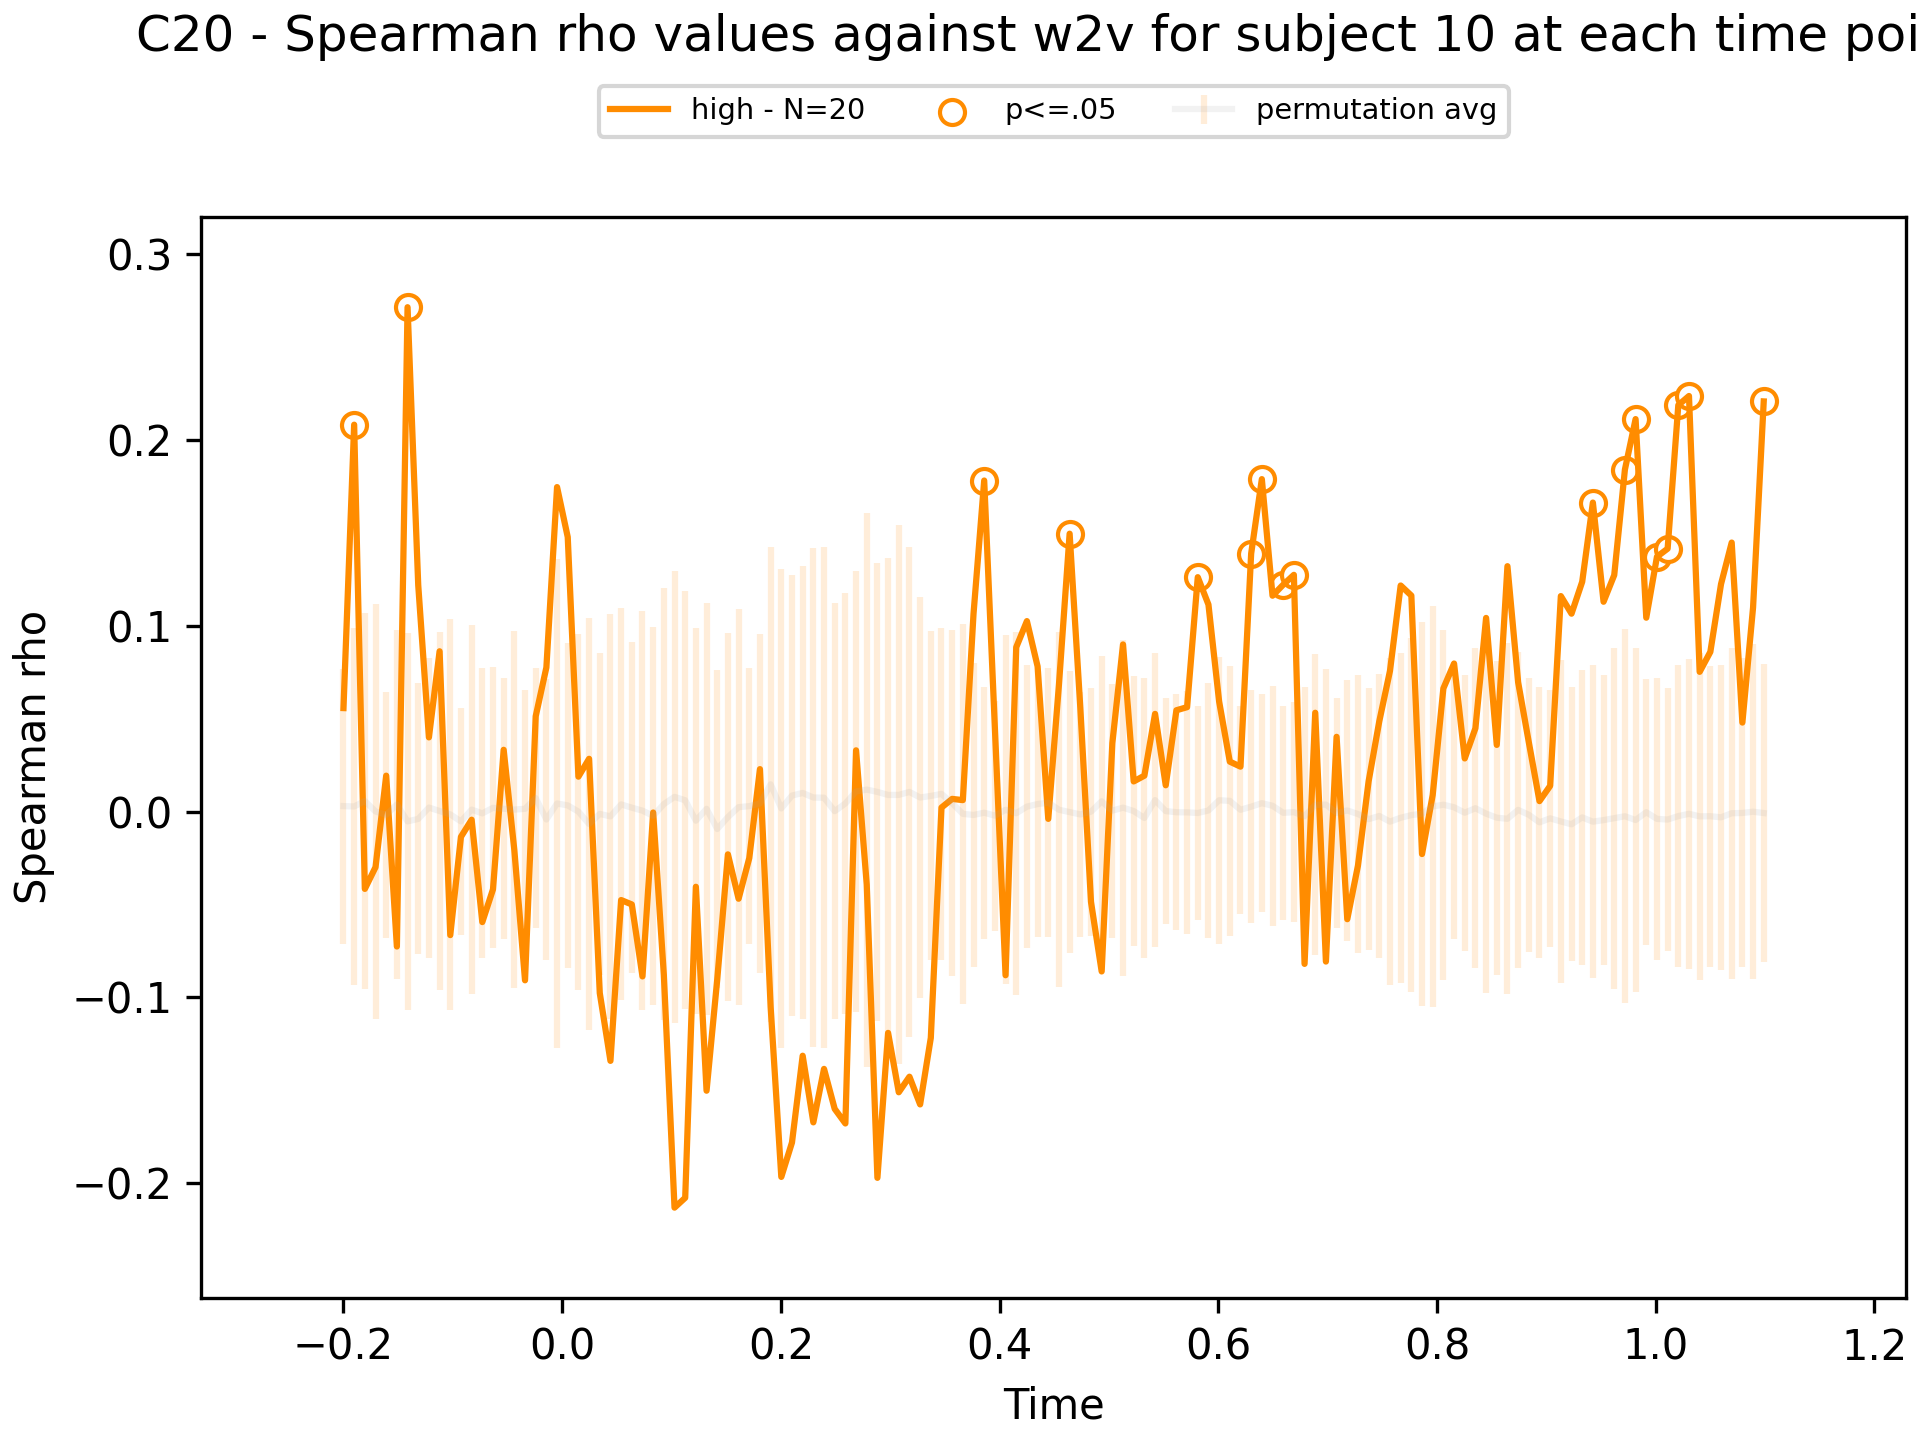 C20 - Spearman rho values against w2v for subject 10 at each time poi
high - N=20 p<=.05 permutation avg
0.3
0.2
0.1
0.0
−0.1
−0.2
Spearman rho
−0.2 0.0 0.2 0.4 0.6 0.8 1.0 1.2
Time